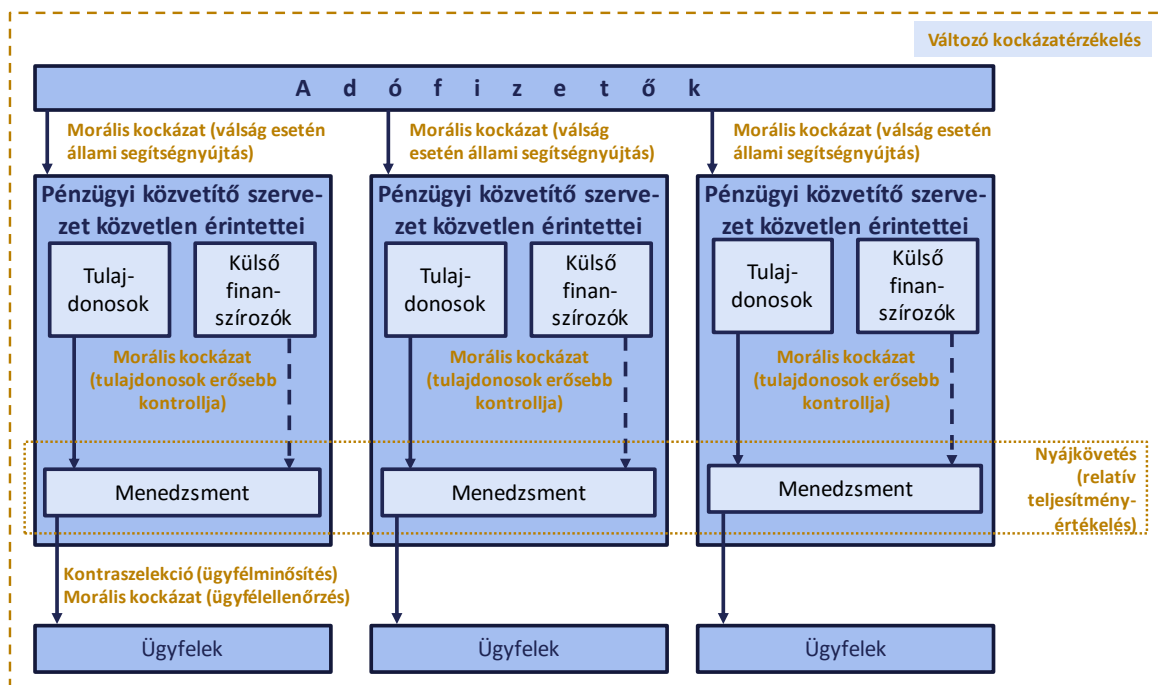 Változó kockázatérzékelés
A d ó f i z e t ő k
Morális kockázat (válság esetén
állami segítségnyújtás)
Morális kockázat (válság
esetén állami segítségnyújtás)
Morális kockázat (válság esetén
állami segítségnyújtás)
Pénzügyi közvetítő szerve-
zet közvetlen érintettei
Pénzügyi közvetítő szerve-
zet közvetlen érintettei
Pénzügyi közvetítő szerve-
zet közvetlen érintettei
Tulaj-
donosok
Külső
finan-
szírozók
Tulaj-
donosok
Külső
finan-
szírozók
Tulaj-
donosok
Külső
finan-
szírozók
Morális kockázat
(tulajdonosok erősebb
kontrollja)
Morális kockázat
(tulajdonosok erősebb
kontrollja)
Morális kockázat
(tulajdonosok erősebb
kontrollja)
Menedzsment
Menedzsment
Menedzsment
Nyájkövetés
(relatív
teljesítmény-
értékelés)
Kontraszelekció (ügyfélminősítés)
Morális kockázat (ügyfélellenőrzés)
Ügyfelek
Ügyfelek
Ügyfelek